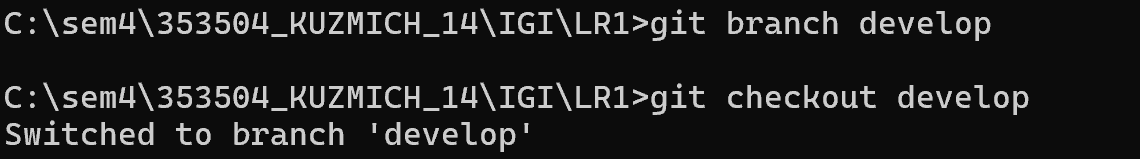 C:\sem4\353504_KUZMICH_14\IGI\LR1>git branch develop
C:\sem4\353504_KUZMICH_14\IGI\LR1>git checkout develop
Switched to branch 'develop'